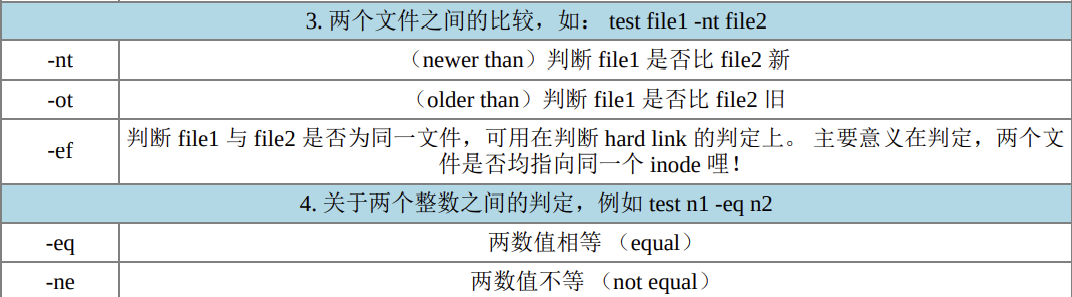 3. 两个文件之间的比较，如： test file1 -nt file2
-nt
（newer than）判断 file1 是否比 file2 新
-ot
（older than）判断 file1 是否比 file2 旧
-ef
判断 file1 与 file2 是否为同一文件，可用在判断 hard link 的判定上。 主要意义在判定，两个文
件是否均指向同一个 inode 哩！
4. 关于两个整数之间的判定，例如 test n1 -eq n2
-eq
两数值相等 （equal）
-ne
两数值不等 （not equal）